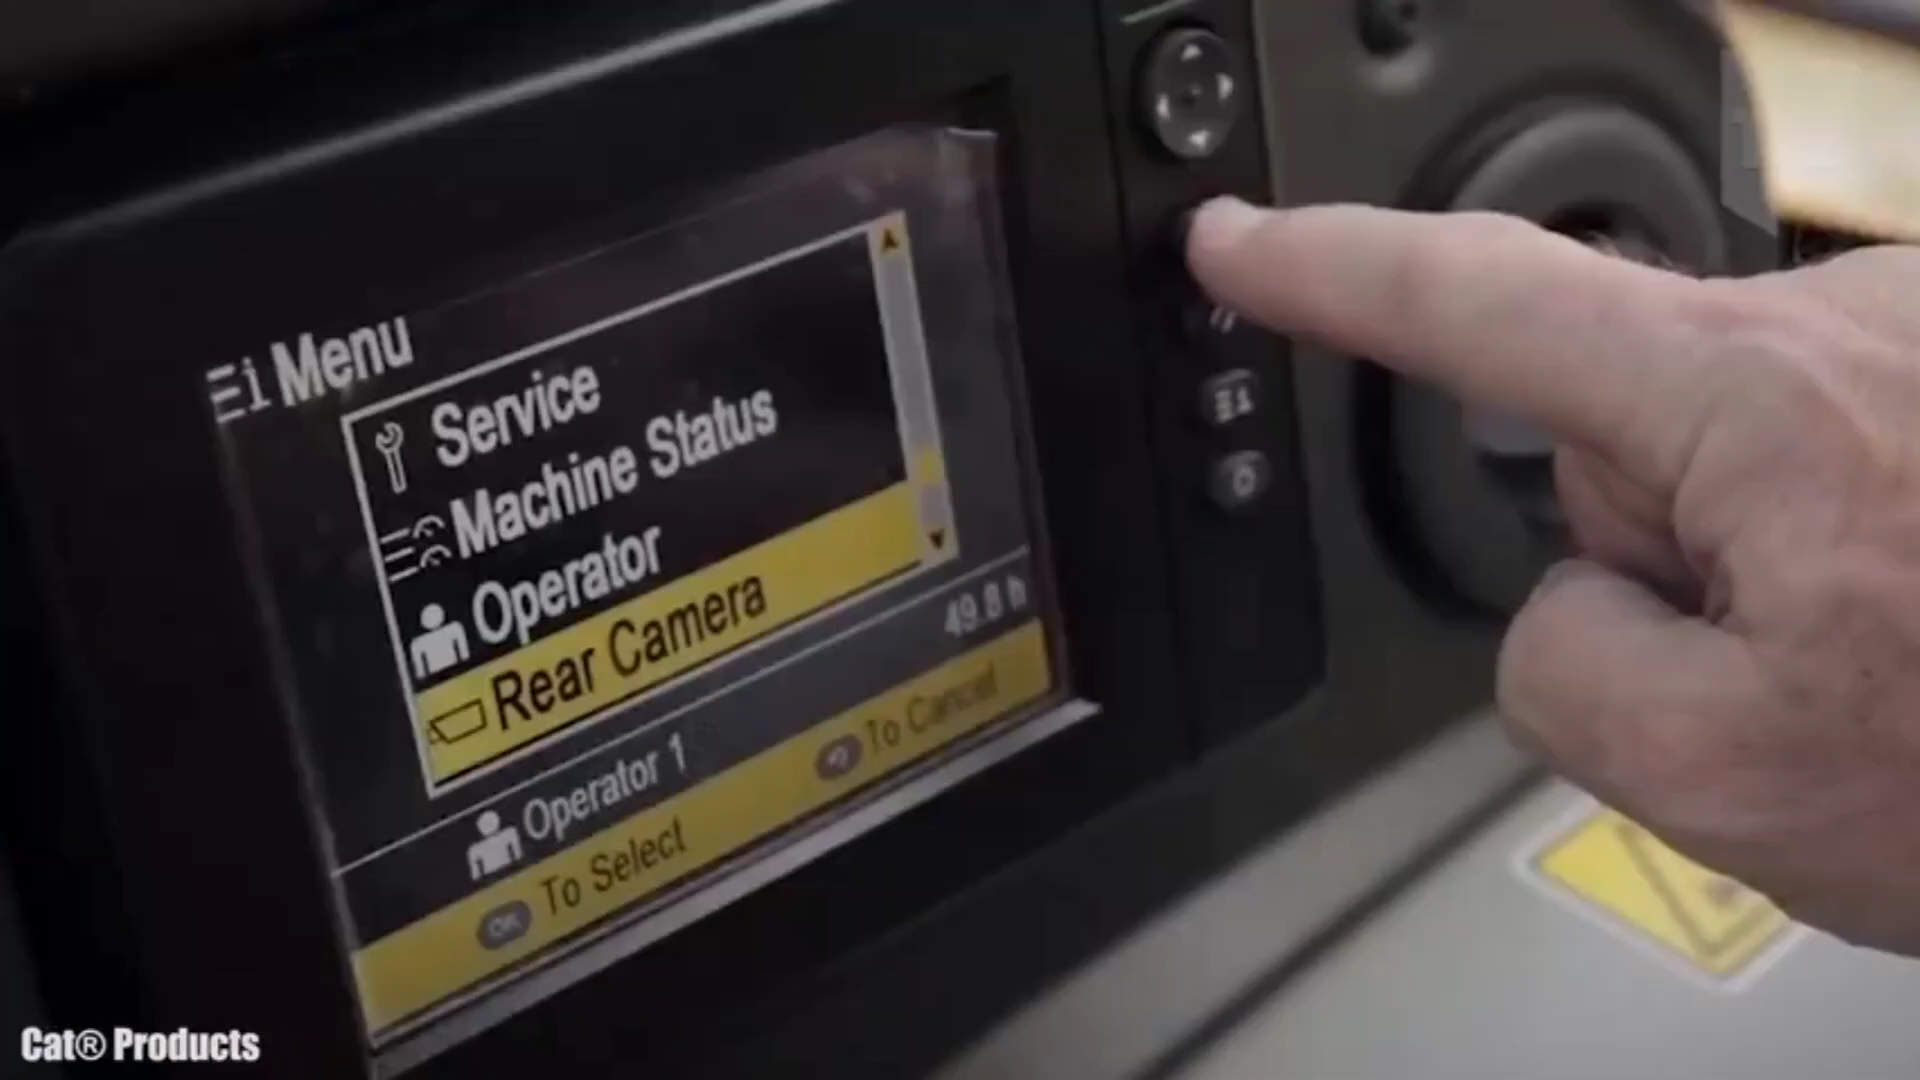 Menu
Service
Machine Status
Operator
Rear Camera
49.8 h
Operator 1
OK To Select
To Cancel
Cat® Products